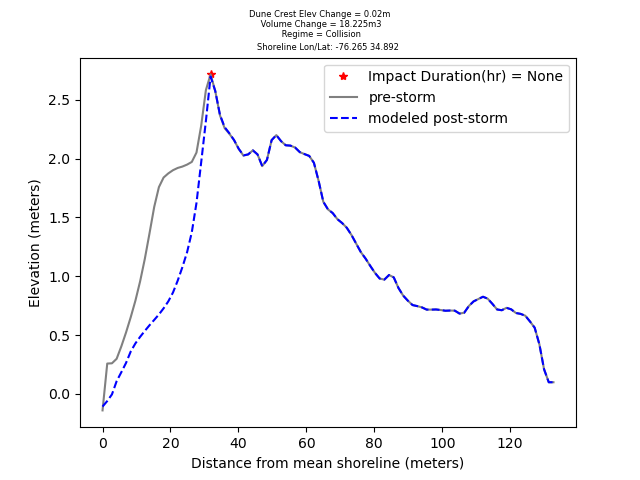 Dune Crest Elev Change = 0.02m
Volume Change = 18.225m3
Regime = Collision
Shoreline Lon/Lat: -76.265 34.892
Impact Duration(hr) = None
pre-storm
modeled post-storm
2.5
2.0
1.5
1.0
0.5
0.0
Elevation (meters)
0 20 40 60 80 100 120
Distance from mean shoreline (meters)